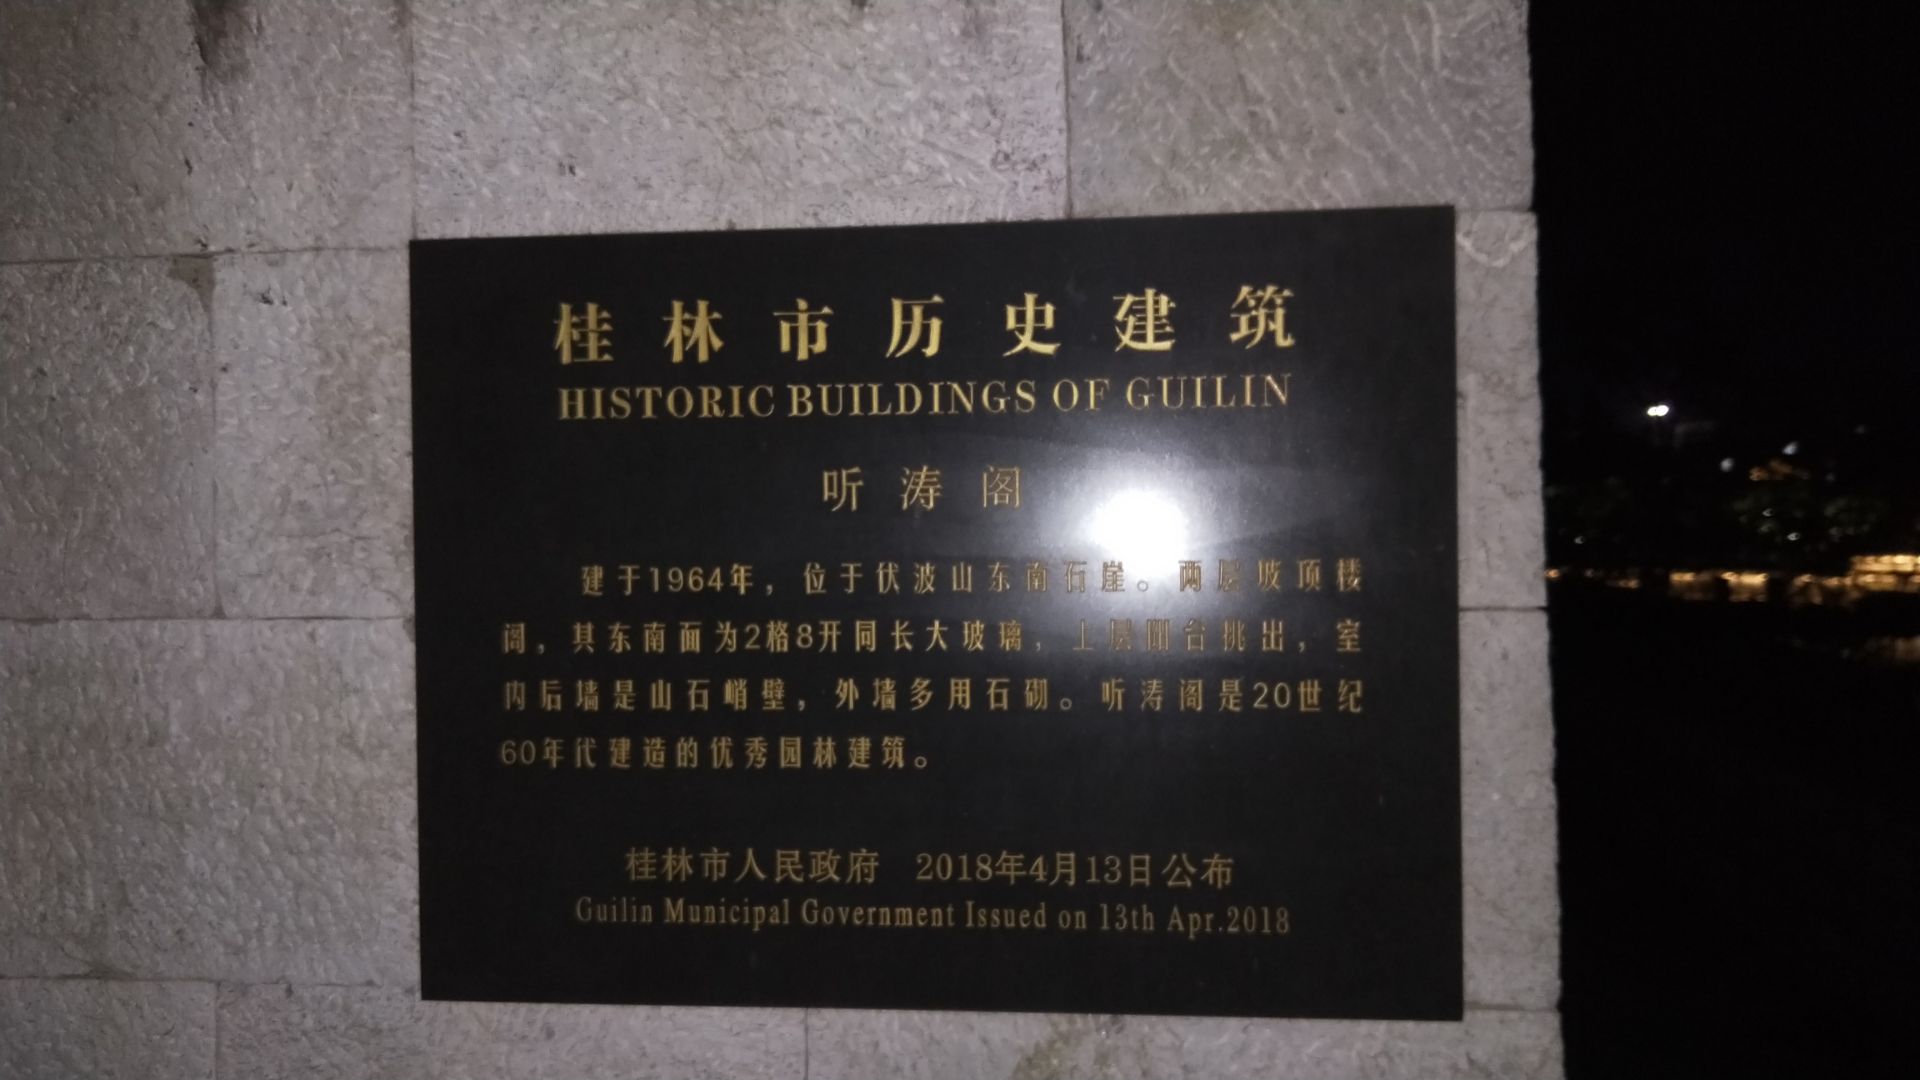 桂林市历史建筑
HISTORIC BUILDINGS OF GUILIN
听涛阁
建于1964年，位于伏波山东南石崖。两层坡顶楼
阁，其东南面为2格8开同长大玻璃，上层阳台挑出，室
内后墙是山石峭壁，外墙多用石砌。听涛阁是20世纪
60年代建造的优秀园林建筑。
桂林市人民政府 2018年4月13日公布
Guilin Municipal Government Issued on 13th Apr.2018